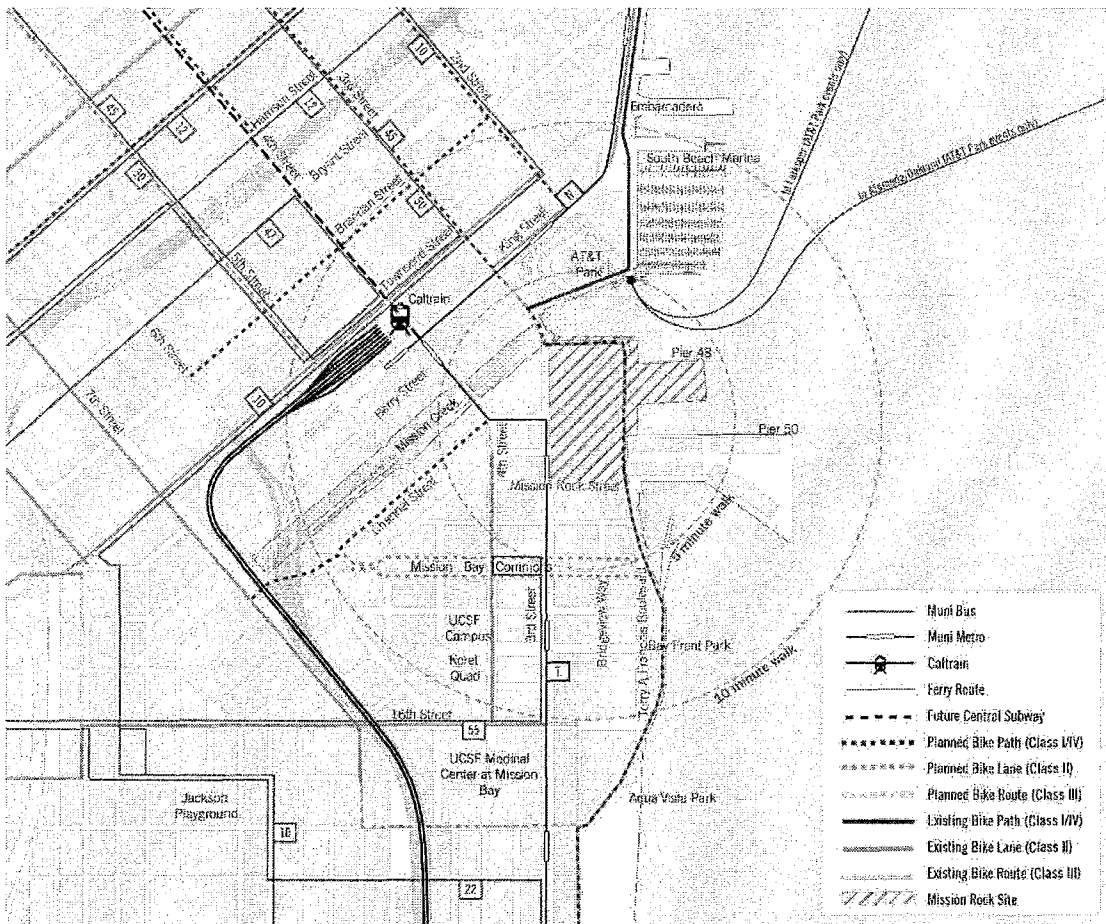 10
2nd Street
45
12
Harrison Street
12
3rd Street
45
4th Street
Bryant Street
30
Brannan Street
30
47
5th Street
Townsend Street
King Street
N
Embarcadero
South Beach Marina
to Larkspur (AT&T Park events only)
to Alameda/Oakland (AT&T Park events only)
AT&T
Park
Caltrain
6th Street
7th Street
10
Berry Street
Mission Creek
Channel Street
4th Street
Pier 48
Pier 50
Mission Rock Street
5 minute walk
Mission Bay Commons
UCSF
Campus
Koret
Quad
3rd Street
Bridgeview Way
Terry A Francois Boulevard
Bay Front Park
10 minute walk
T
16th Street
55
UCSF Medical
Center at Mission
Bay
Jackson
Playground
Agua Vista Park
10
22
Muni Bus
Muni Metro
Caltrain
Ferry Route
Future Central Subway
Planned Bike Path (Class I/IV)
Planned Bike Lane (Class II)
Planned Bike Route (Class III)
Existing Bike Path (Class I/IV)
Existing Bike Lane (Class II)
Existing Bike Route (Class III)
Mission Rock Site